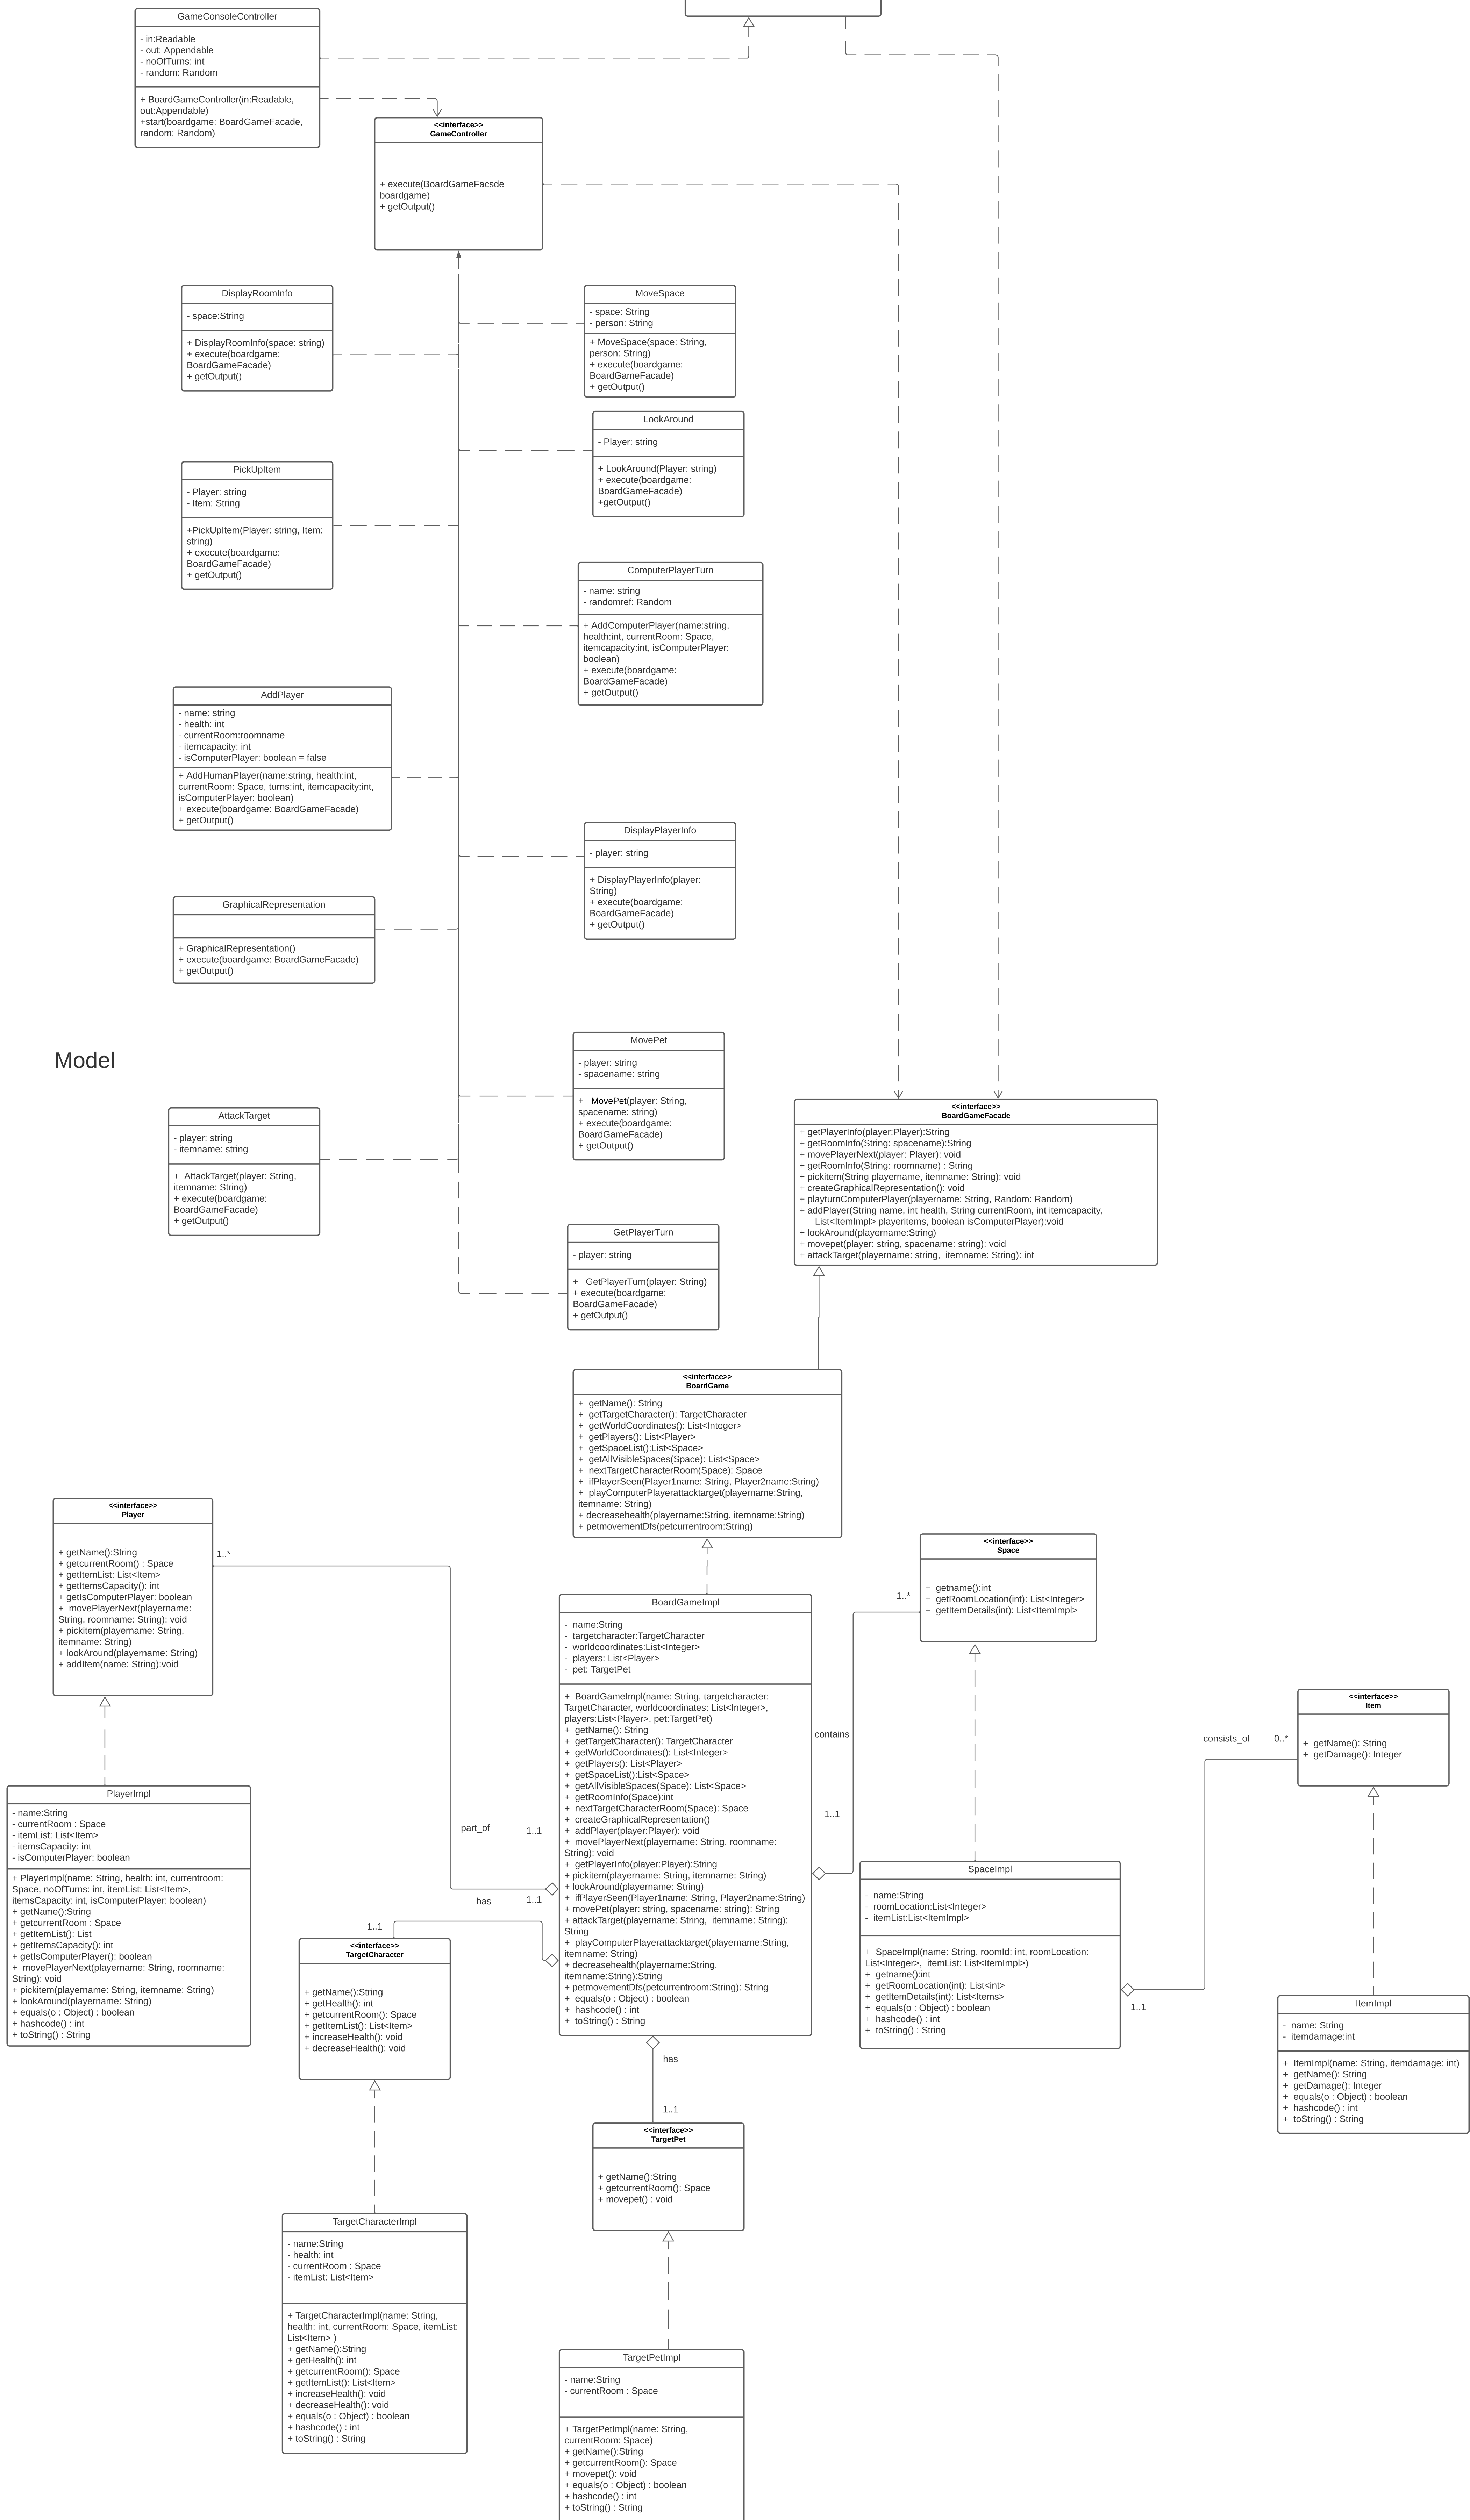 GameConsoleController
- in:Readable
- out: Appendable
- noOfTurns: int
- random: Random
+ BoardGameController(in:Readable,
out:Appendable)
+start(boardgame: BoardGameFacade,
random: Random)
<<interface>>
GameController
+ execute(BoardGameFacsde
boardgame)
+ getOutput()
DisplayRoomInfo
- space:String
+ DisplayRoomInfo(space: string)
+ execute(boardgame:
BoardGameFacade)
+ getOutput()
MoveSpace
- space: String
- person: String
+ MoveSpace(space: String,
person: String)
+ execute(boardgame:
BoardGameFacade)
+ getOutput()
LookAround
- Player: string
+ LookAround(Player: string)
+ execute(boardgame:
BoardGameFacade)
+getOutput()
PickUpItem
- Player: string
- Item: String
+PickUpItem(Player: string, Item:
string)
+ execute(boardgame:
BoardGameFacade)
+ getOutput()
ComputerPlayerTurn
- name: string
- randomref: Random
+ AddComputerPlayer(name:string,
health:int, currentRoom: Space,
itemcapacity:int, isComputerPlayer:
boolean)
+ execute(boardgame:
BoardGameFacade)
+ getOutput()
AddPlayer
- name: string
- health: int
- currentRoom:roomname
- itemcapacity: int
- isComputerPlayer: boolean = false
+ AddHumanPlayer(name:string, health:int,
currentRoom: Space, turns:int, itemcapacity:int,
isComputerPlayer: boolean)
+ execute(boardgame: BoardGameFacade)
+ getOutput()
DisplayPlayerInfo
- player: string
+ DisplayPlayerInfo(player:
String)
+ execute(boardgame:
BoardGameFacade)
+ getOutput()
GraphicalRepresentation
+ GraphicalRepresentation()
+ execute(boardgame: BoardGameFacade)
+ getOutput()
Model
MovePet
- player: string
- spacename: string
+ MovePet(player: String,
spacename: string)
+ execute(boardgame:
BoardGameFacade)
+ getOutput()
AttackTarget
- player: string
- itemname: string
+ AttackTarget(player: String,
itemname: String)
+ execute(boardgame:
BoardGameFacade)
+ getOutput()
<<interface>>
BoardGameFacade
+ getPlayerInfo(player:Player):String
+ getRoomInfo(String: spacename):String
+ movePlayerNext(player: Player): void
+ getRoomInfo(String: roomname) : String
+ pickitem(String playername, itemname: String): void
+ createGraphicalRepresentation(): void
+ playturnComputerPlayer(playername: String, Random: Random)
+ addPlayer(String name, int health, String currentRoom, int itemcapacity,
List<ItemImpl> playeritems, boolean isComputerPlayer):void
+ lookAround(playername:String)
+ movepet(player: string, spacename: string): void
+ attackTarget(playername: string, itemname: String): int
GetPlayerTurn
- player: string
+ GetPlayerTurn(player: String)
+ execute(boardgame:
BoardGameFacade)
+ getOutput()
<<interface>>
BoardGame
+ getName(): String
+ getTargetCharacter(): TargetCharacter
+ getWorldCoordinates(): List<Integer>
+ getPlayers(): List<Player>
+ getSpaceList():List<Space>
+ getAllVisibleSpaces(Space): List<Space>
+ nextTargetCharacterRoom(Space): Space
+ ifPlayerSeen(Player1name: String, Player2name:String)
+ playComputerPlayerattacktarget(playername:String,
itemname: String)
+ decreasehealth(playername:String, itemname:String)
+ petmovementDfs(petcurrentroom:String)
<<interface>>
Player
+ getName():String
+ getcurrentRoom() : Space
+ getItemList: List<Item>
+ getItemsCapacity(): int
+ getIsComputerPlayer: boolean
+ movePlayerNext(playername:
String, roomname: String): void
+ pickitem(playername: String,
itemname: String)
+ lookAround(playername: String)
+ addItem(name: String):void
1..*
<<interface>>
Space
+ getname():int
+ getRoomLocation(int): List<Integer>
+ getItemDetails(int): List<ItemImpl>
1..*
BoardGameImpl
- name:String
- targetcharacter:TargetCharacter
- worldcoordinates:List<Integer>
- players: List<Player>
- pet: TargetPet
+ BoardGameImpl(name: String, targetcharacter:
TargetCharacter, worldcoordinates: List<Integer>,
players:List<Player>, pet:TargetPet)
+ getName(): String
+ getTargetCharacter(): TargetCharacter
+ getWorldCoordinates(): List<Integer>
+ getPlayers(): List<Player>
+ getSpaceList():List<Space>
+ getAllVisibleSpaces(Space): List<Space>
+ getRoomInfo(Space):int
+ nextTargetCharacterRoom(Space): Space
+ createGraphicalRepresentation()
+ addPlayer(player:Player): void
+ movePlayerNext(playername: String, roomname:
String): void
+ getPlayerInfo(player:Player):String
+ pickitem(playername: String, itemname: String)
+ lookAround(playername: String)
+ ifPlayerSeen(Player1name: String, Player2name:String)
+ movePet(player: string, spacename: string): String
+ attackTarget(playername: String, itemname: String):
String
+ playComputerPlayerattacktarget(playername:String,
itemname: String)
+ decreasehealth(playername:String,
itemname:String):String
+ petmovementDfs(petcurrentroom:String): String
+ equals(o : Object) : boolean
+ hashcode() : int
+ toString() : String
contains
1..1
<<interface>>
Item
+ getName(): String
+ getDamage(): Integer
consists_of
0..*
PlayerImpl
- name:String
- currentRoom : Space
- itemList: List<Item>
- itemsCapacity: int
- isComputerPlayer: boolean
+ PlayerImpl(name: String, health: int, currentroom:
Space, noOfTurns: int, itemList: List<Item>,
itemsCapacity: int, isComputerPlayer: boolean)
+ getName():String
+ getcurrentRoom : Space
+ getItemList(): List
+ getItemsCapacity(): int
+ getIsComputerPlayer(): boolean
+ movePlayerNext(playername: String, roomname:
String): void
+ pickitem(playername: String, itemname: String)
+ lookAround(playername: String)
+ equals(o : Object) : boolean
+ hashcode() : int
+ toString() : String
part_of
1..1
has
1..1
1..1
<<interface>>
TargetCharacter
+ getName():String
+ getHealth(): int
+ getcurrentRoom(): Space
+ getItemList(): List<Item>
+ increaseHealth(): void
+ decreaseHealth(): void
SpaceImpl
- name:String
- roomLocation:List<Integer>
- itemList:List<ItemImpl>
+ SpaceImpl(name: String, roomId: int, roomLocation:
List<Integer>, itemList: List<ItemImpl>)
+ getname():int
+ getRoomLocation(int): List<int>
+ getItemDetails(int): List<Items>
+ equals(o : Object) : boolean
+ hashcode() : int
+ toString() : String
1..1
ItemImpl
- name: String
- itemdamage:int
+ ItemImpl(name: String, itemdamage: int)
+ getName(): String
+ getDamage(): Integer
+ equals(o : Object) : boolean
+ hashcode() : int
+ toString() : String
has
1..1
<<interface>>
TargetPet
+ getName():String
+ getcurrentRoom(): Space
+ movepet() : void
TargetCharacterImpl
- name:String
- health: int
- currentRoom : Space
- itemList: List<Item>
+ TargetCharacterImpl(name: String,
health: int, currentRoom: Space, itemList:
List<Item> )
+ getName():String
+ getHealth(): int
+ getcurrentRoom(): Space
+ getItemList(): List<Item>
+ increaseHealth(): void
+ decreaseHealth(): void
+ equals(o : Object) : boolean
+ hashcode() : int
+ toString() : String
TargetPetImpl
- name:String
- currentRoom : Space
+ TargetPetImpl(name: String,
currentRoom: Space)
+ getName():String
+ getcurrentRoom(): Space
+ movepet(): void
+ equals(o : Object) : boolean
+ hashcode() : int
+ toString() : String